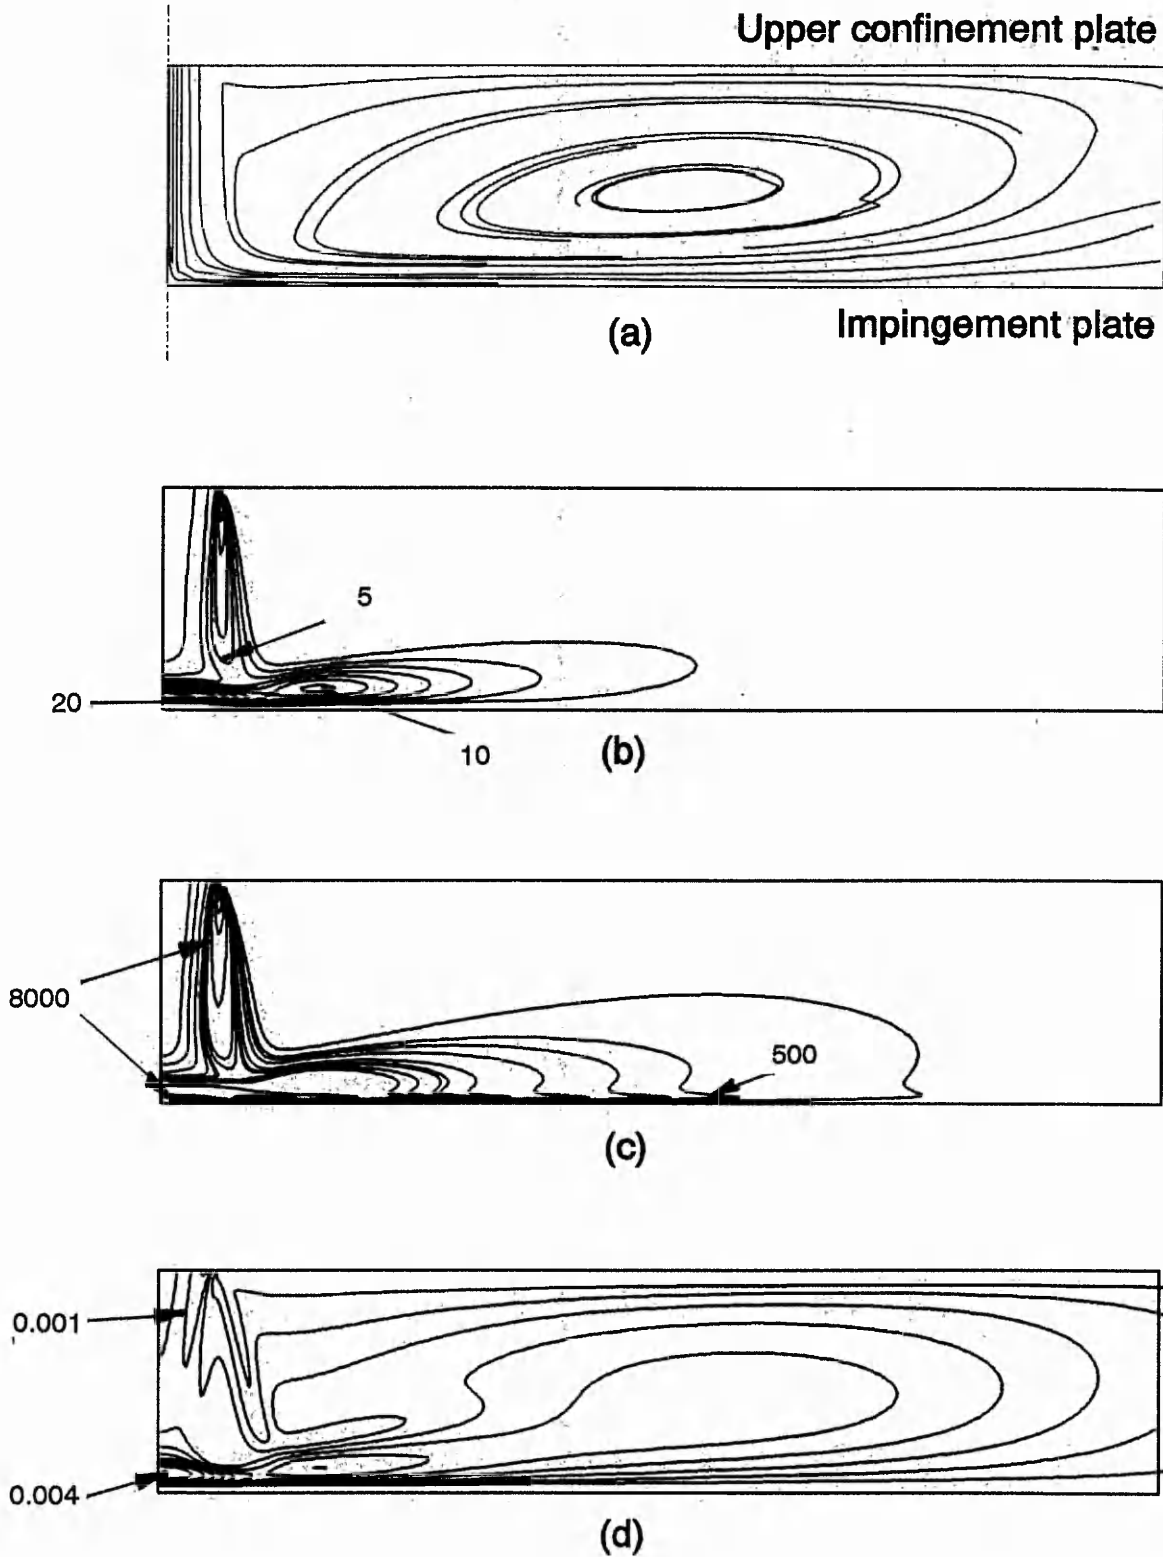 Upper confinement plate
(a)
Impingement plate
5
20
10
(b)
8000
500
(c)
0.001
0.004
(d)